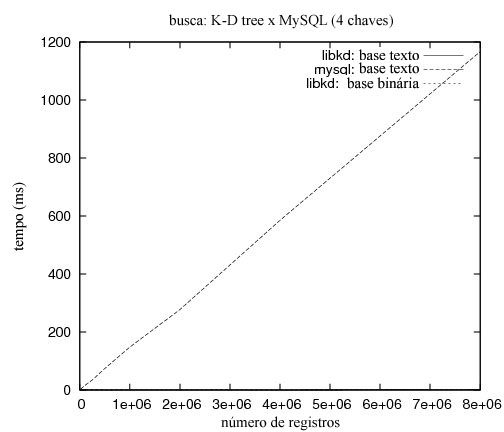 busca: K-D tree x MySQL (4 chaves)
1200
1000
800
600
400
200
0
tempo (ms)
libkd: base texto
mysql: base texto
libkd: base binária
0 1e+06 2e+06 3e+06 4e+06 5e+06 6e+06 7e+06 8e+06
número de registros